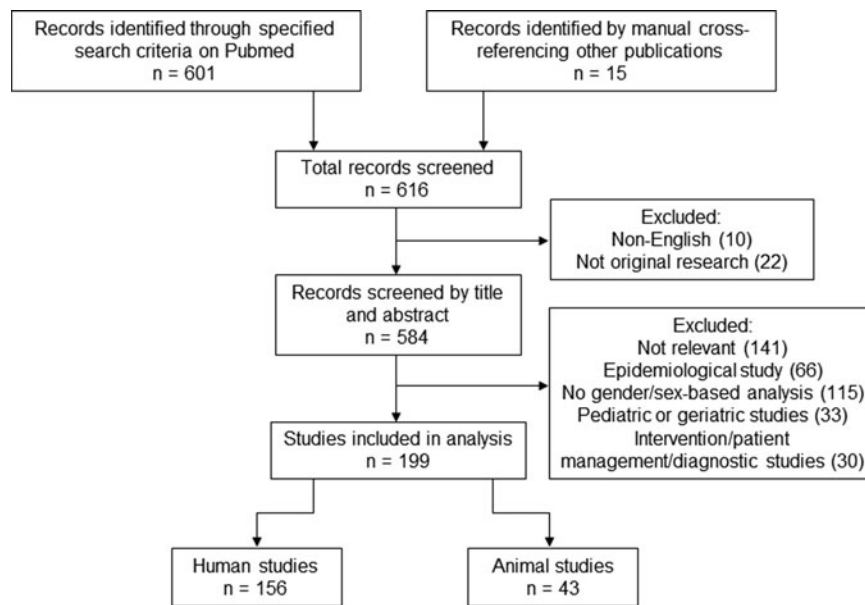 Records identified through specified
search criteria on Pubmed
n = 601
Records identified by manual cross-
referencing other publications
n = 15
Total records screened
n = 616
Excluded:
Non-English (10)
Not original research (22)
Records screened by title
and abstract
n = 584
Excluded:
Not relevant (141)
Epidemiological study (66)
No gender/sex-based analysis (115)
Pediatric or geriatric studies (33)
Intervention/patient
management/diagnostic studies (30)
Studies included in analysis
n = 199
Human studies
n = 156
Animal studies
n = 43